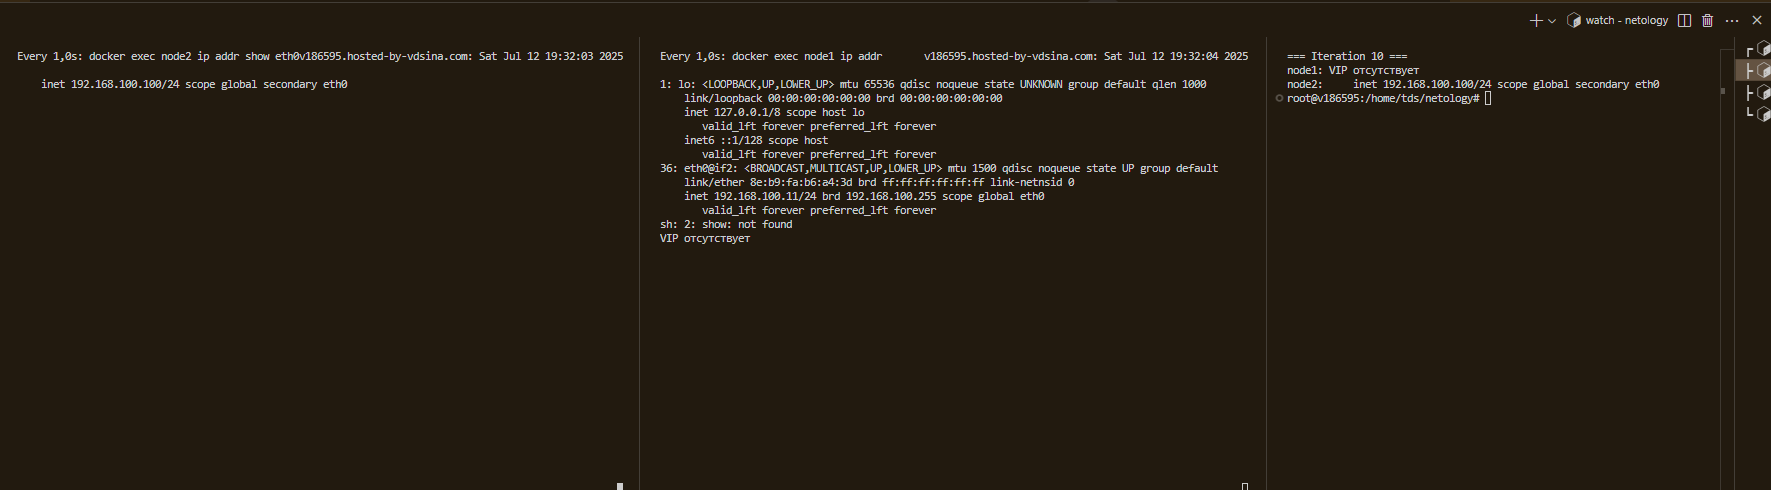 watch - netology
Every 1,0s: docker exec node2 ip addr show eth0v186595.hosted-by-vdsina.com: Sat Jul 12 19:32:03 2025
inet 192.168.100.100/24 scope global secondary eth0
Every 1,0s: docker exec node1 ip addr v186595.hosted-by-vdsina.com: Sat Jul 12 19:32:04 2025
1: lo: <LOOPBACK,UP,LOWER_UP> mtu 65536 qdisc noqueue state UNKNOWN group default qlen 1000
link/loopback 00:00:00:00:00:00 brd 00:00:00:00:00:00
inet 127.0.0.1/8 scope host lo
valid_lft forever preferred_lft forever
inet6 ::1/128 scope host
valid_lft forever preferred_lft forever
36: eth0@if2: <BROADCAST,MULTICAST,UP,LOWER_UP> mtu 1500 qdisc noqueue state UP group default
link/ether 8e:b9:fa:b6:a4:3d brd ff:ff:ff:ff:ff:ff link-netnsid 0
inet 192.168.100.11/24 brd 192.168.100.255 scope global eth0
valid_lft forever preferred_lft forever
sh: 2: show: not found
VIP отсутствует
=== Iteration 10 ===
node1: VIP отсутствует
node2: inet 192.168.100.100/24 scope global secondary eth0
root@v186595:/home/tds/netology#